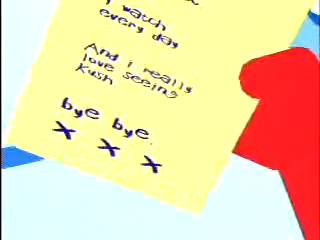 I watch
every day
And i really
love seeing
Kush
bye bye.
x x x